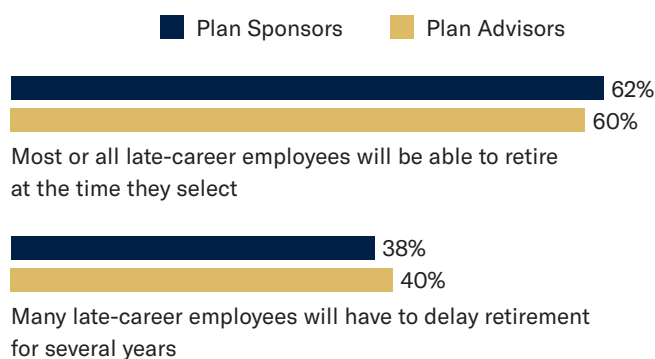 Plan Sponsors Plan Advisors
62%
60%
Most or all late-career employees will be able to retire
at the time they select
38%
40%
Many late-career employees will have to delay retirement
for several years